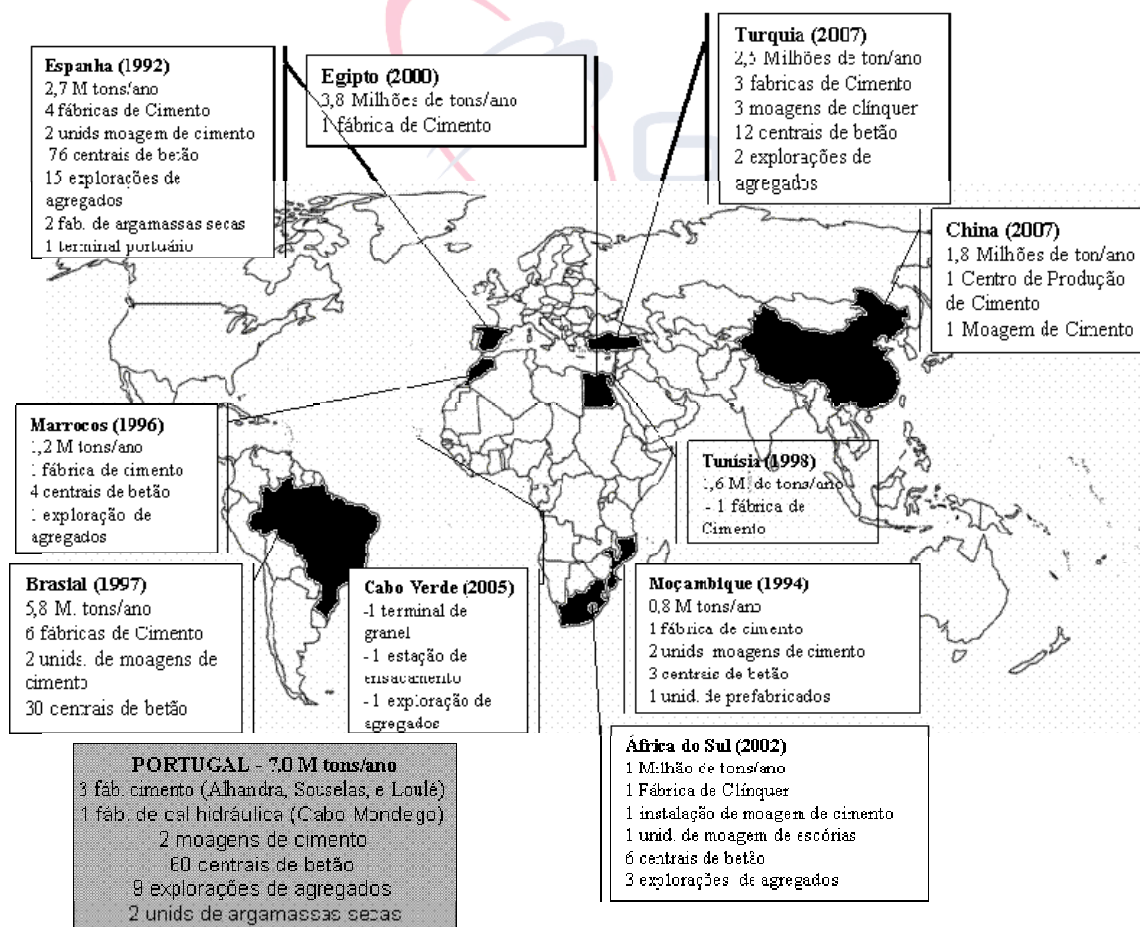 Espanha (1992)
2,7 M tons/ano
4 fábricas de Cimento
2 unids moagem de cimento
76 centrais de betão
15 explorações de
agregados
2 fab. de argamassas secas
1 terminal portuário
Egipto (2000)
3,8 Milhões de tons/ano
1 fábrica de Cimento
Turquia (2007)
Milhões de ton/ano
3 fabricas de Cimento
3 moagens de clínquer
12 centrais de betão
2 explorações de
agregados
China (2007)
1,8 Milhões de ton/ano
1 Centro de Produção
de Cimento
1 Moagem de Cimento
Marrocos (1996)
1,2 M tons/ano
1 fábrica de cimento
4 centrais de betão
1 exploração de
agregados
Tunísia (1998)
1,6 M. de tons/ano
- 1 fábrica de
Cimento
Brasial (1997)
5,8 M. tons/ano
6 fábricas de Cimento
2 unids. de moagens de
cimento
30 centrais de betão
Cabo Verde (2005)
-1 terminal de
granel
- 1 estação de
ensacamento
- 1 exploração de
agregados
Moçambique (1994)
0,8 M tons/ano
1 fábrica de cimento
2 unids moagens de cimento
3 centrais de betão
1 unid. de prefabricados
África do Sul (2002)
1 Milhão de tons/ano
1 Fábrica de Clínquer
1 instalação de moagem de cimento
1 unid. de moagem de escórias
6 centrais de betão
3 explorações de agregados
PORTUGAL - 7.0 M tons/ano
3 fáb. cimento (Alhandra, Souselas, e Loulé)
1 fáb. de cal hidráulica (Cabo Mondego)
2 moagens de cimento
60 centrais de betão
9 explorações de agregados
2 unids de argamassas secas